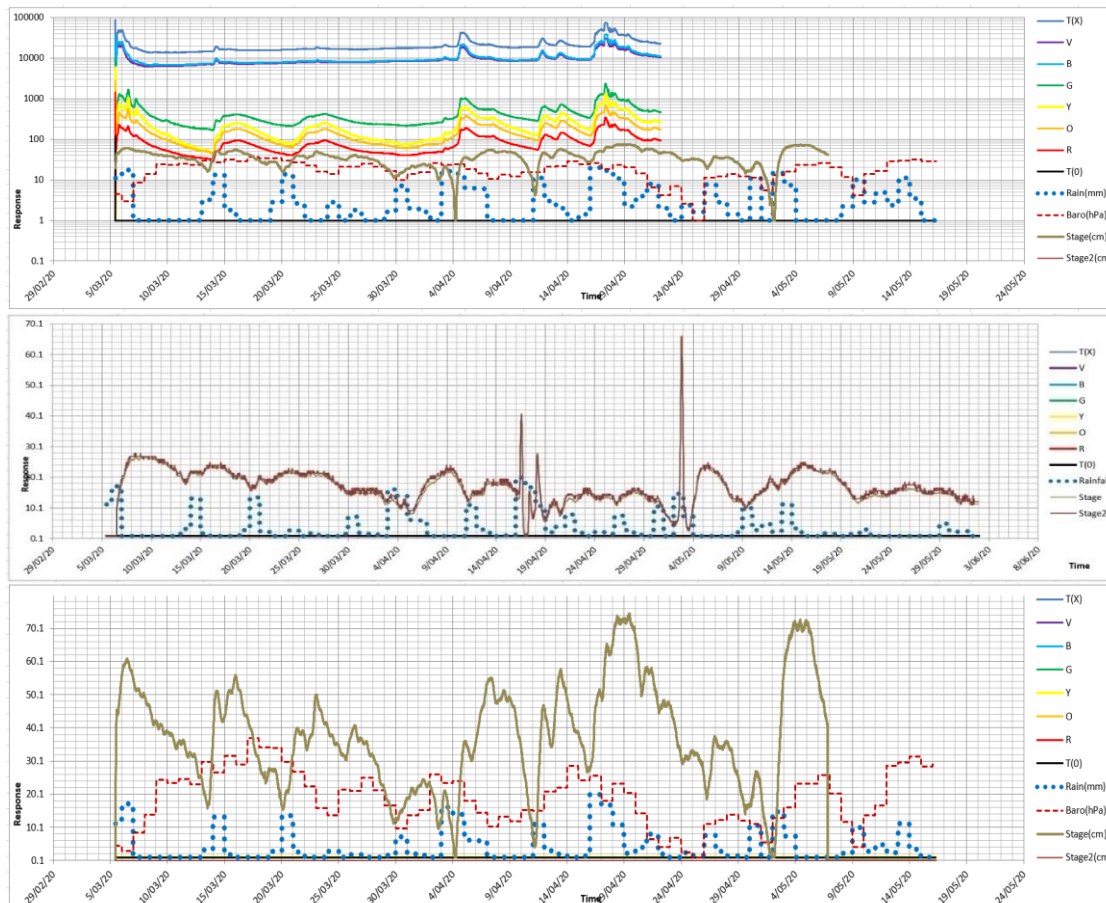 100000
10000
1000
100
10
1
0.1
Response
29/02/20
5/03/20
10/03/20
15/03/20
20/03/20
25/03/20
30/03/20
4/04/20
9/04/20
14/04/20
19/04/20
24/04/20
29/04/20
4/05/20
9/05/20
14/05/20
19/05/20
24/05/20
Time
T(X)
V
B
G
Y
O
R
T(0)
Rain(mm)
Baro(hPa)
Stage(cm)
Stage2(cm
70.1
60.1
50.1
40.1
30.1
20.1
10.1
0.1
Response
29/02/20
5/03/20
10/03/20
15/03/20
20/03/20
25/03/20
30/03/20
4/04/20
9/04/20
14/04/20
19/04/20
24/04/20
29/04/20
4/05/20
9/05/20
14/05/20
19/05/20
24/05/20
29/05/20
3/06/20
8/06/20
Time
T(X)
V
B
G
Y
O
R
T(0)
Rainfal
Stage
Stage2
70.1
60.1
50.1
40.1
30.1
20.1
10.1
0.1
Response
29/02/20
5/03/20
10/03/20
15/03/20
20/03/20
25/03/20
30/03/20
4/04/20
9/04/20
14/04/20
19/04/20
24/04/20
29/04/20
4/05/20
9/05/20
14/05/20
19/05/20
24/05/20
Time
T(X)
V
B
G
Y
O
R
T(0)
Rain(mm)
Baro(hPa)
Stage(cm)
Stage2(cm